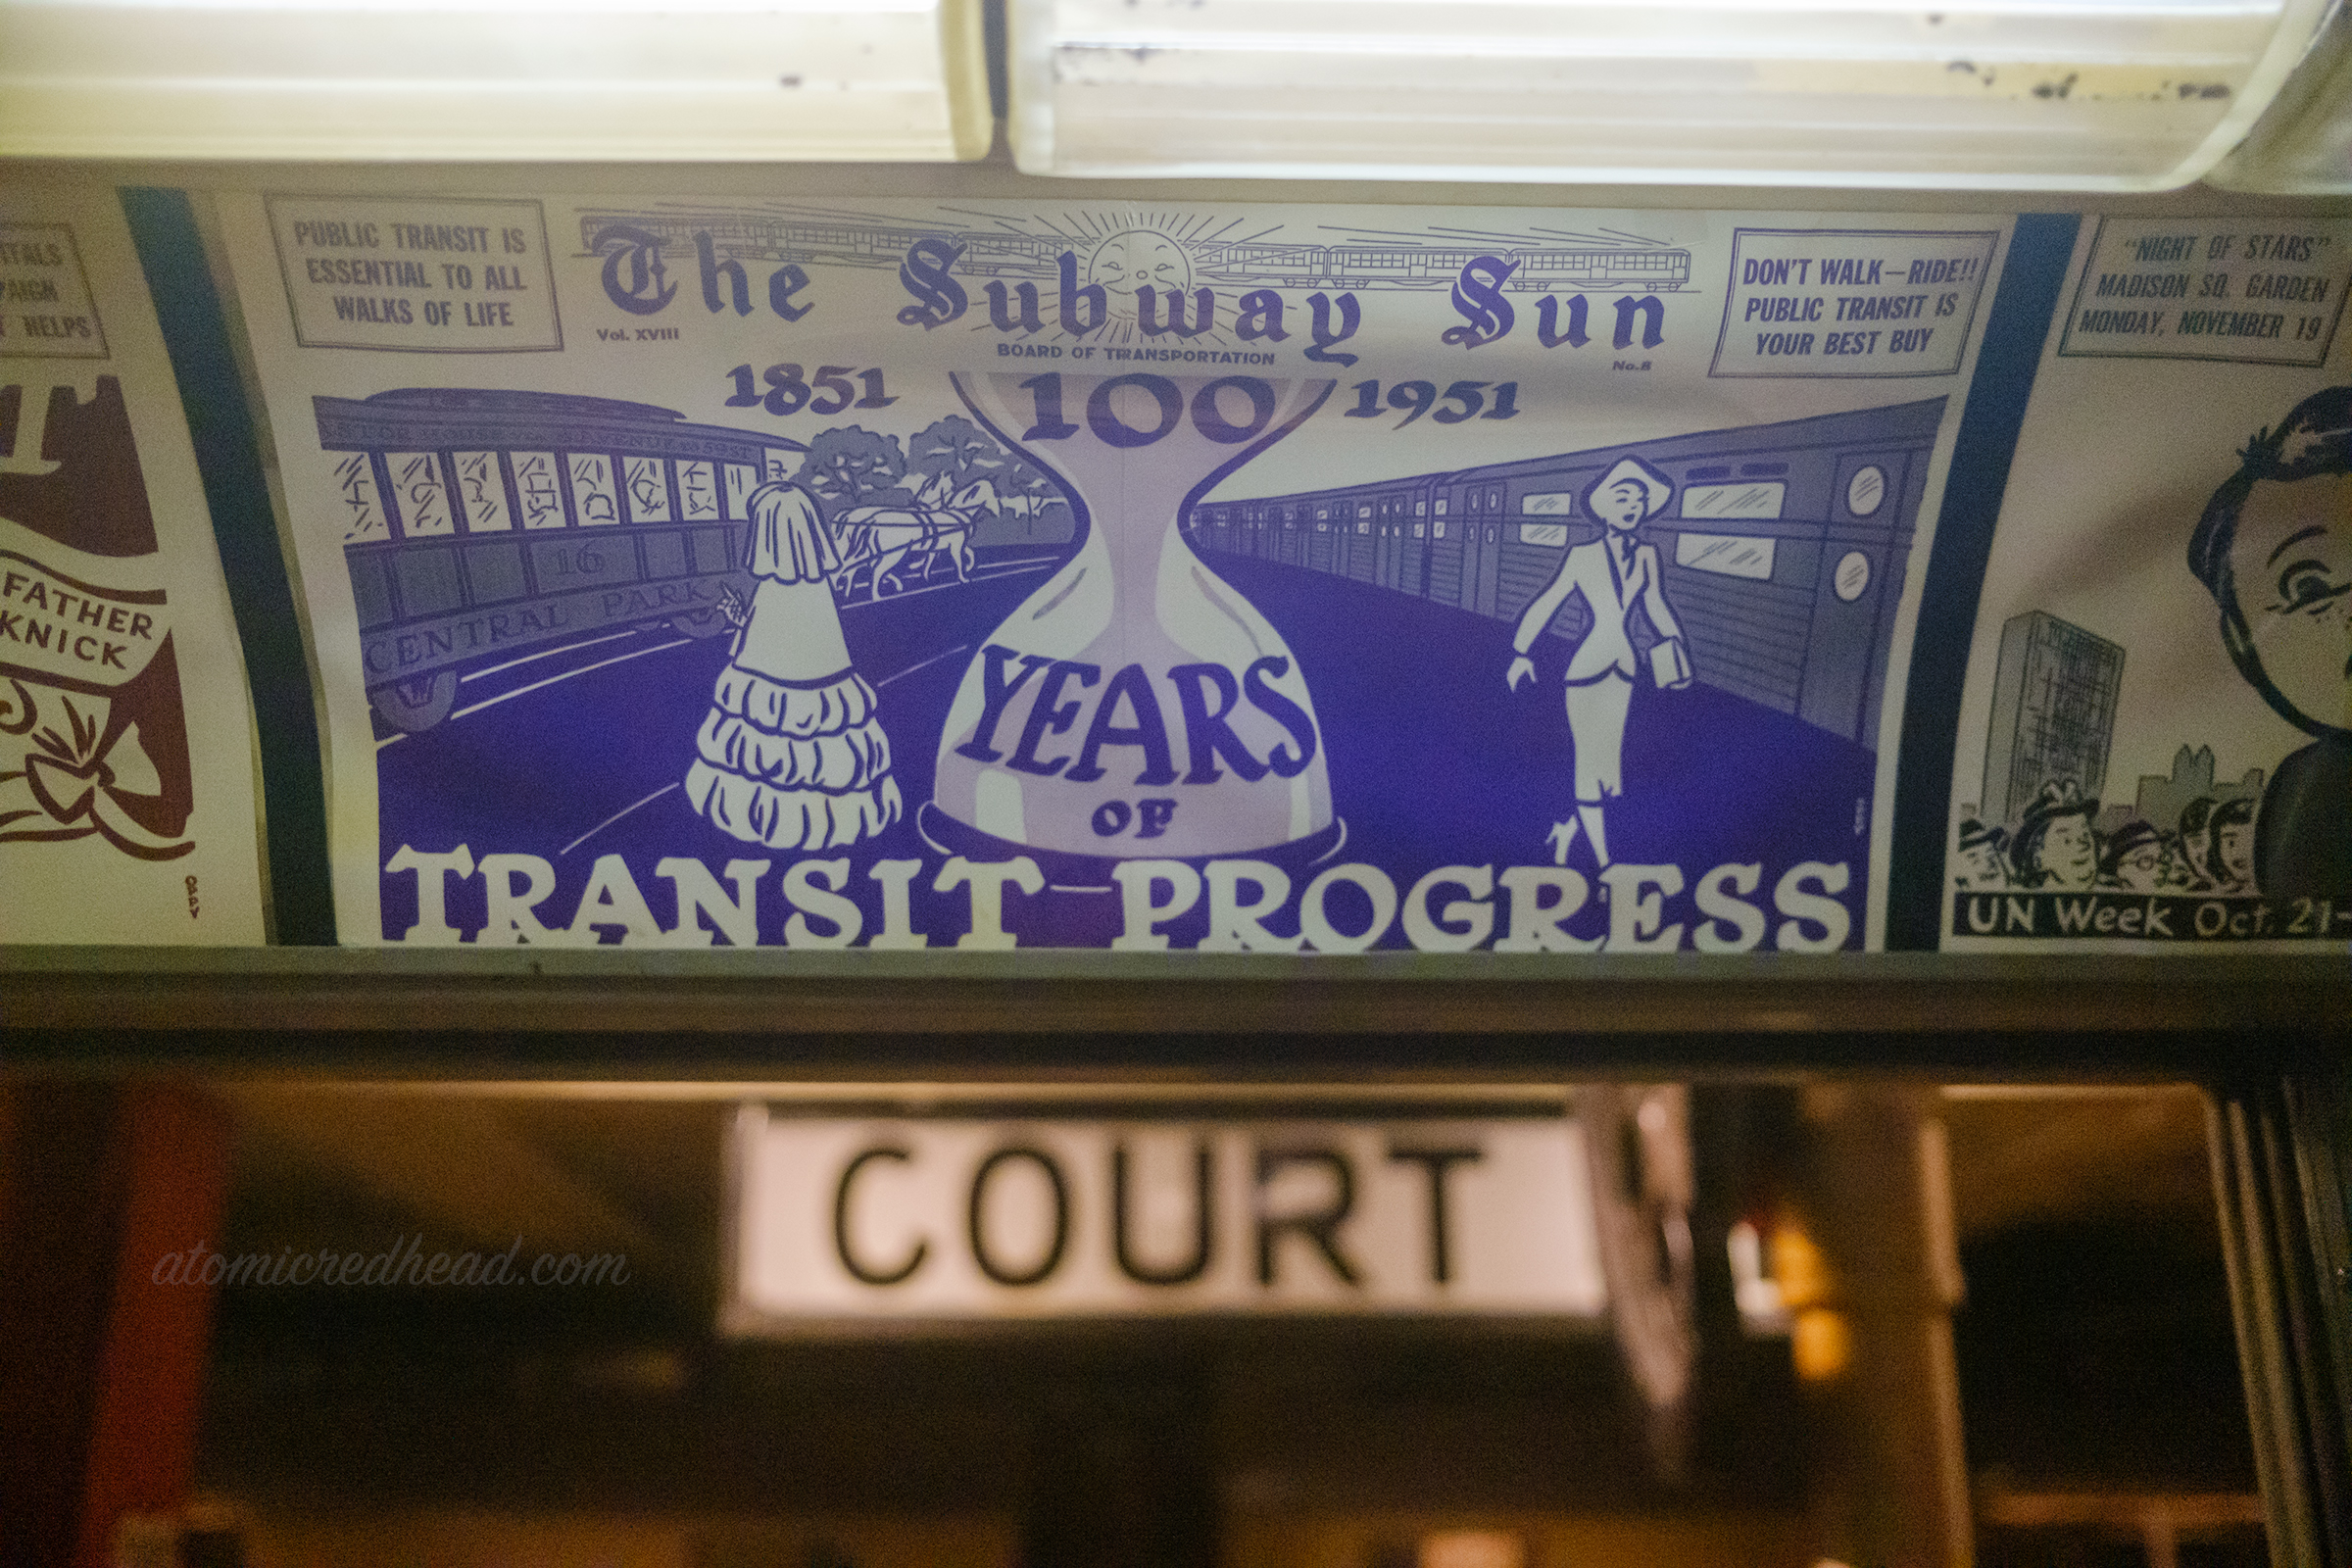 PUBLIC TRANSIT IS
ESSENTIAL TO ALL
WALKS OF LIFE
The Subway Sun
Vol. XVIII
BOARD OF TRANSPORTATION
No.8
DON'T WALK—RIDE!!
PUBLIC TRANSIT IS
YOUR BEST BUY
1851 100 1951
16
CENTRAL PARK
YEARS
OF
TRANSIT-PROGRESS
HELPS
FATHER
KNICK
OPPY
"NIGHT OF STARS"
MADISON SQ. GARDEN
MONDAY, NOVEMBER 19
UN Week Oct. 21-
COURT
atomicredhead.com